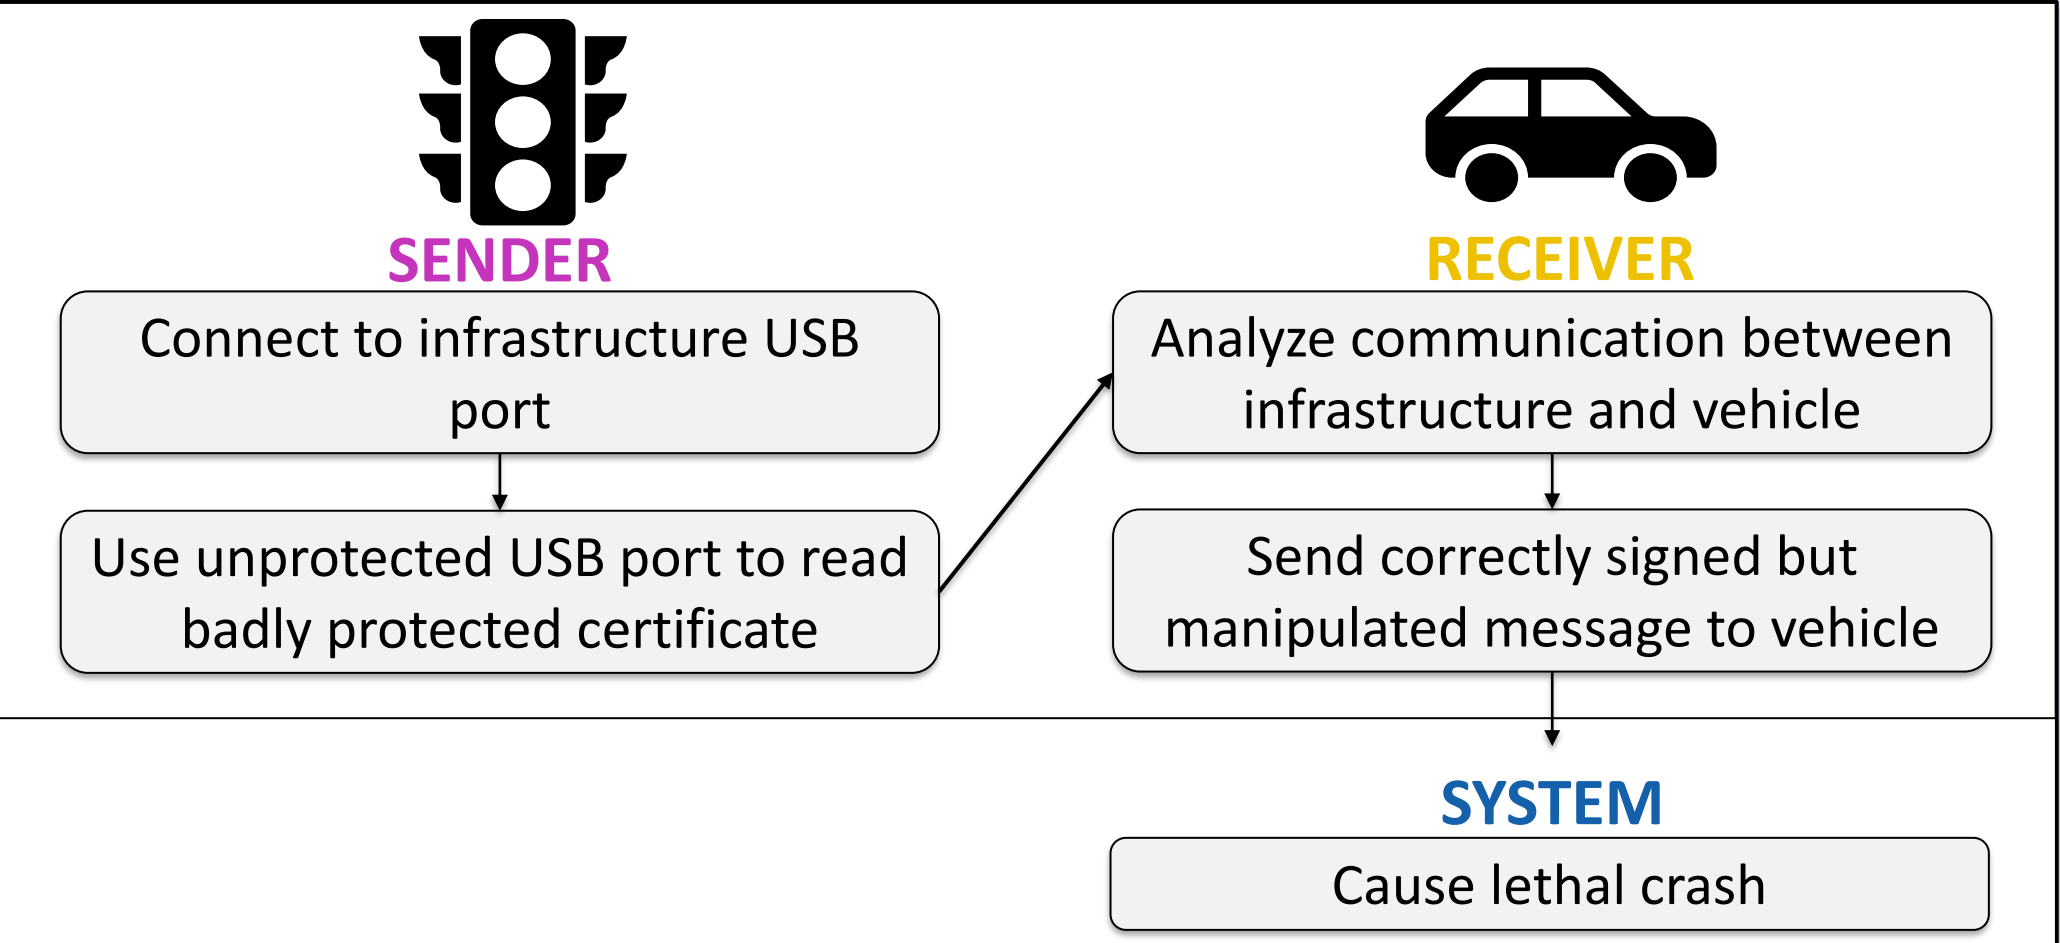 SENDER
Connect to infrastructure USB
port
Use unprotected USB port to read
badly protected certificate
RECEIVER
Analyze communication between
infrastructure and vehicle
Send correctly signed but
manipulated message to vehicle
SYSTEM
Cause lethal crash